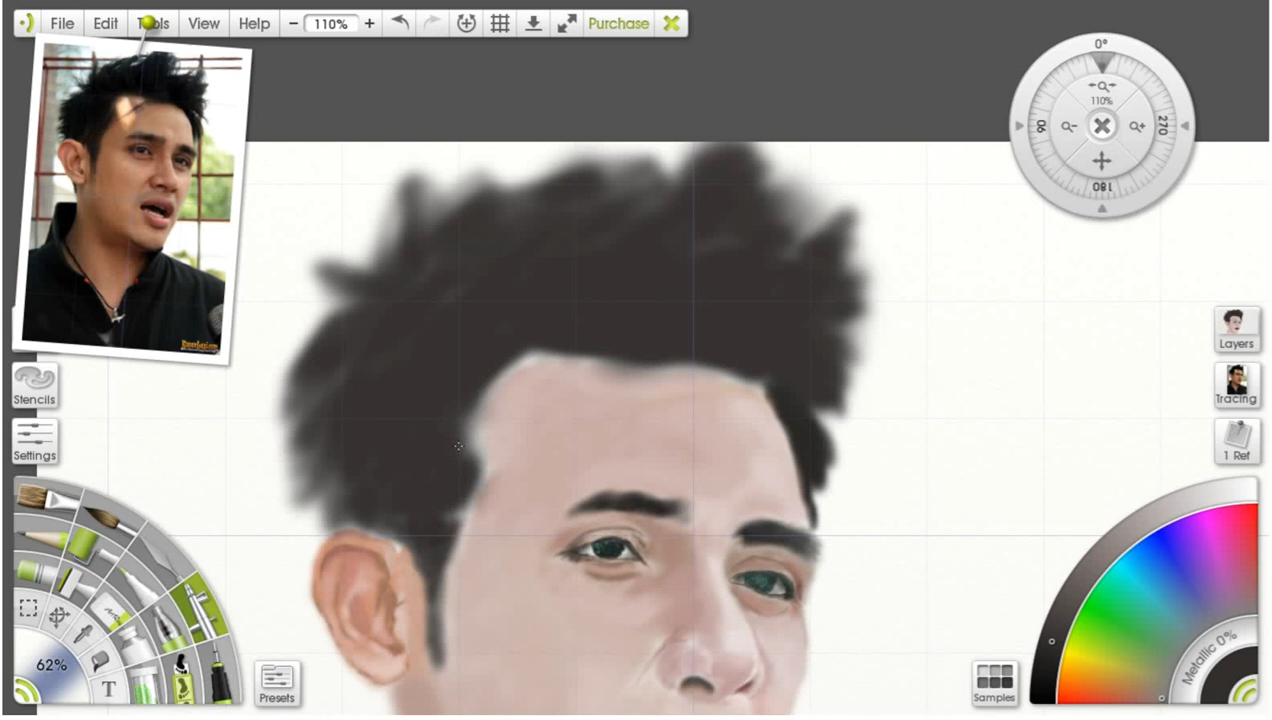 File Edit Tools View Help − 110% + Purchase
0°
110%
90
270
180
Layers
Stencils
Tracing
Settings
1 Ref
Metallic 0%
62%
T
Presets
Samples